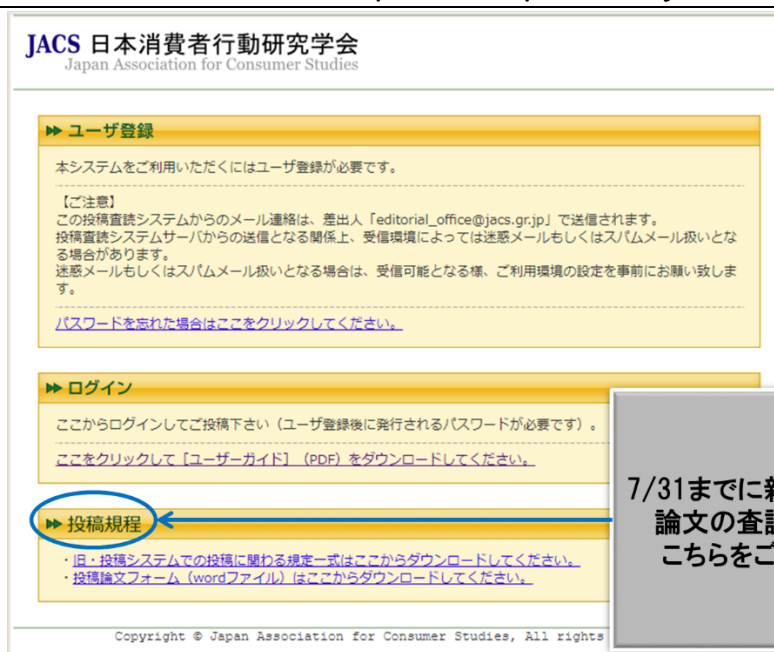 JACS 日本消費者行動研究学会
Japan Association for Consumer Studies
ユーザ登録
本システムをご利用いただくにはユーザ登録が必要です。
【ご注意】
この投稿査読システムからのメール連絡は、差出人「editorial_office@jacs.gr.jp」で送信されます。
投稿査読システムサーバからの送信となる関係上、受信環境によっては迷惑メールもしくはスパムメール扱いとな
る場合があります。
迷惑メールもしくはスパムメール扱いとなる場合は、受信可能となる様、ご利用環境の設定を事前にお願い致しま
す。
パスワードを忘れた場合はここをクリックしてください。
ログイン
ここからログインしてご投稿下さい（ユーザ登録後に発行されるパスワードが必要です）。
ここをクリックして［ユーザーガイド］（PDF）をダウンロードしてください。
7/31までに新
論文の査
こちらをご
投稿規程
・旧・投稿システムでの投稿に関わる規定一式はここからダウンロードしてください。
・投稿論文フォーム（wordファイル）はここからダウンロードしてください。
Copyright © Japan Association for Consumer Studies, All rights